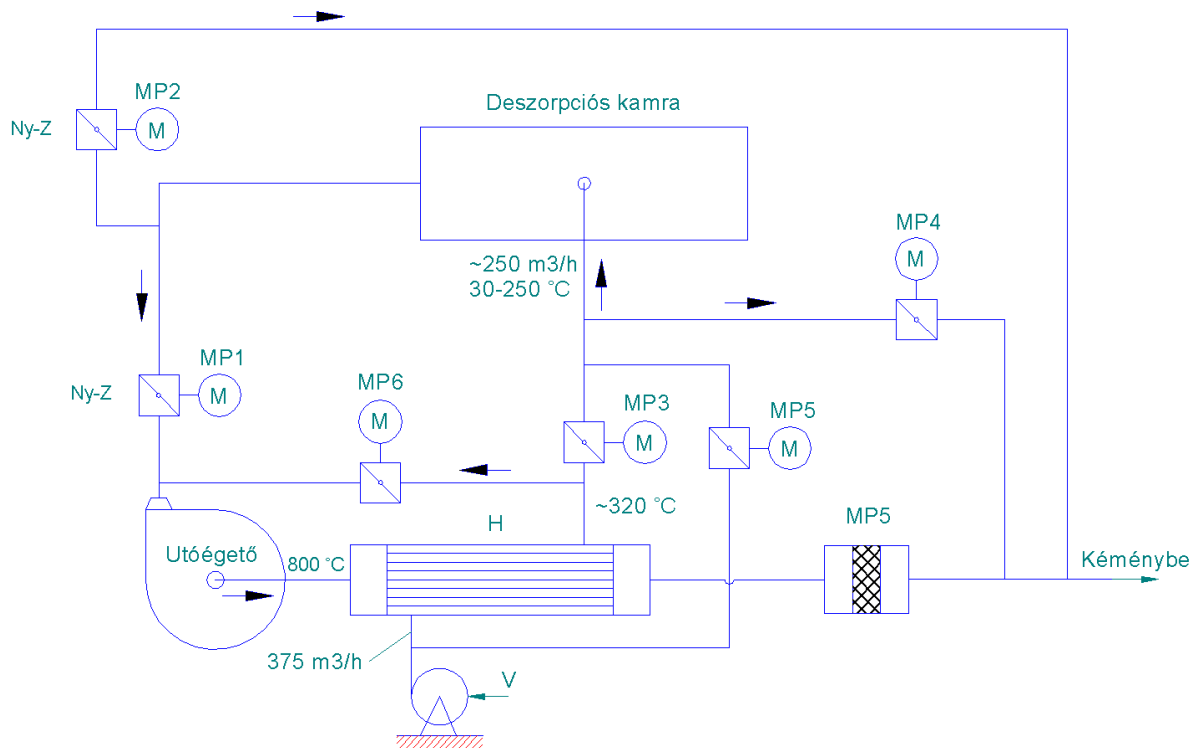 MP2
Ny-Z
M
Deszorpciós kamra
MP4
M
~250 m3/h
30-250 °C
MP1
Ny-Z
M
MP6
M
MP3
M
MP5
M
~320 °C
H
MP5
Utóégető
800 °C
Kéménybe
375 m3/h
V